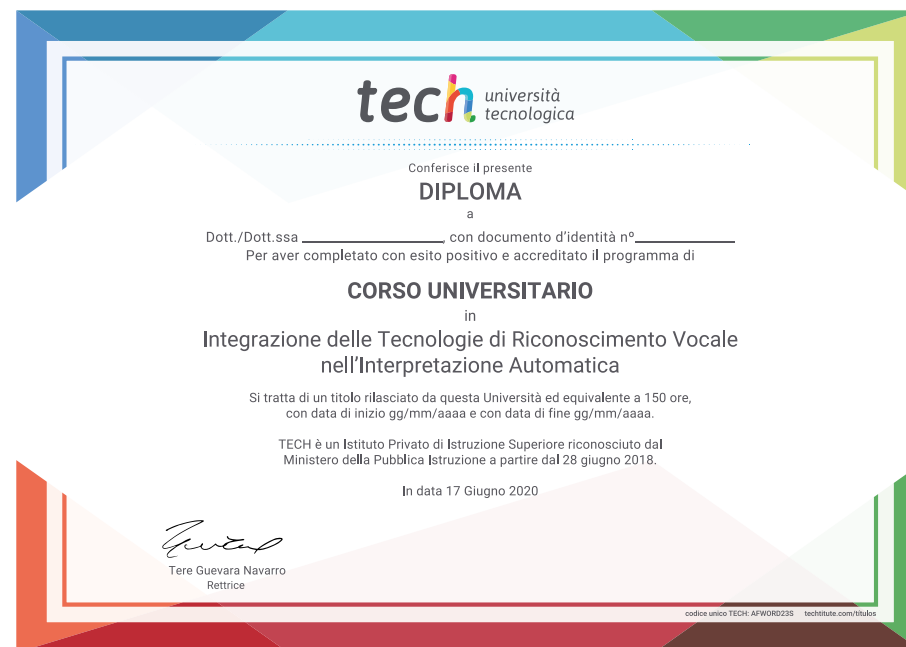 tech università
tecnologica
Conferisce il presente
DIPLOMA
a
Dott./Dott.ssa ________________, con documento d'identità nº____________
Per aver completato con esito positivo e accreditato il programma di
CORSO UNIVERSITARIO
in
Integrazione delle Tecnologie di Riconoscimento Vocale
nell'Interpretazione Automatica
Si tratta di un titolo rilasciato da questa Università ed equivalente a 150 ore,
con data di inizio gg/mm/aaaa e con data di fine gg/mm/aaaa.
TECH è un Istituto Privato di Istruzione Superiore riconosciuto dal
Ministero della Pubblica Istruzione a partire dal 28 giugno 2018.
In data 17 Giugno 2020
Tere Guevara Navarro
Rettrice
codice unico TECH: AFWORD23S techtitute.com/titulos